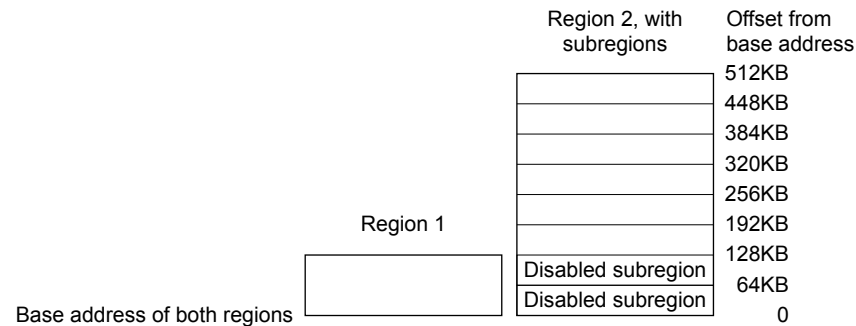 Region 2, with
subregions
Offset from
base address
512KB
448KB
384KB
320KB
256KB
Region 1
192KB
128KB
Disabled subregion
64KB
Disabled subregion
Base address of both regions
0